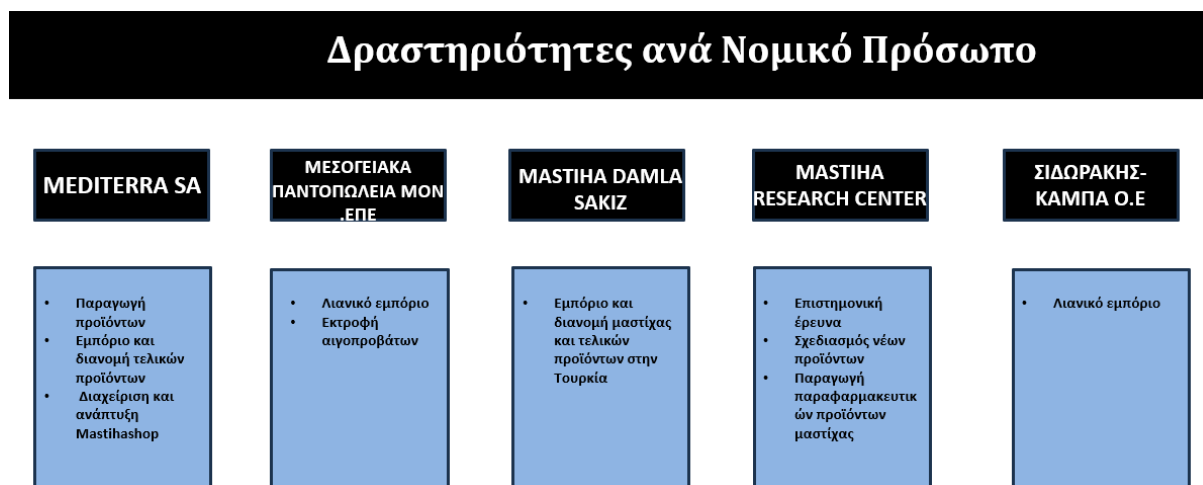 Δραστηριότητες ανά Νομικό Πρόσωπο
MEDITERRA SA
ΜΕΣΟΓΕΙΑΚΑ
ΠΑΝΤΟΠΩΛΕΙΑ ΜΟΝ
.ΕΠΕ
MASTIHA DAMLA
SAKIZ
MASTIHA
RESEARCH CENTER
ΣΙΔΩΡΑΚΗΣ-
ΚΑΜΠΑ Ο.Ε
• Παραγωγή
προϊόντων
• Εμπόριο και
διανομή τελικών
προϊόντων
• Διαχείριση και
ανάπτυξη
Mastihashop
• Λιανικό εμπόριο
• Εκτροφή
αιγοπροβάτων
• Εμπόριο και
διανομή μαστίχας
και τελικών
προϊόντων στην
Τουρκία
• Επιστημονική
έρευνα
• Σχεδιασμός νέων
προϊόντων
• Παραγωγή
παραφαρμακευτικ
ών προϊόντων
μαστίχας
• Λιανικό εμπόριο